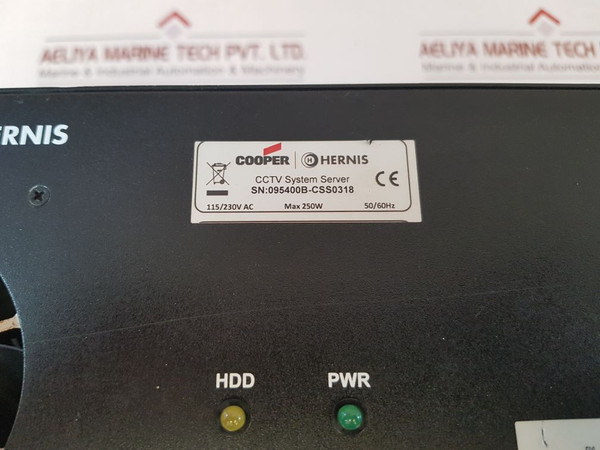 AELIYA MARINE TECH PVT. LTD.
Marine & Industrial Automation & Machinery
AELIYA MARINE TECH P
Marine & Industrial Automation
ERNIS
COOPER HERNIS
CCTV System Server
SN:095400B-CSS0318
CE
115/230V AC Max 250W 50/60Hz
HDD PWR